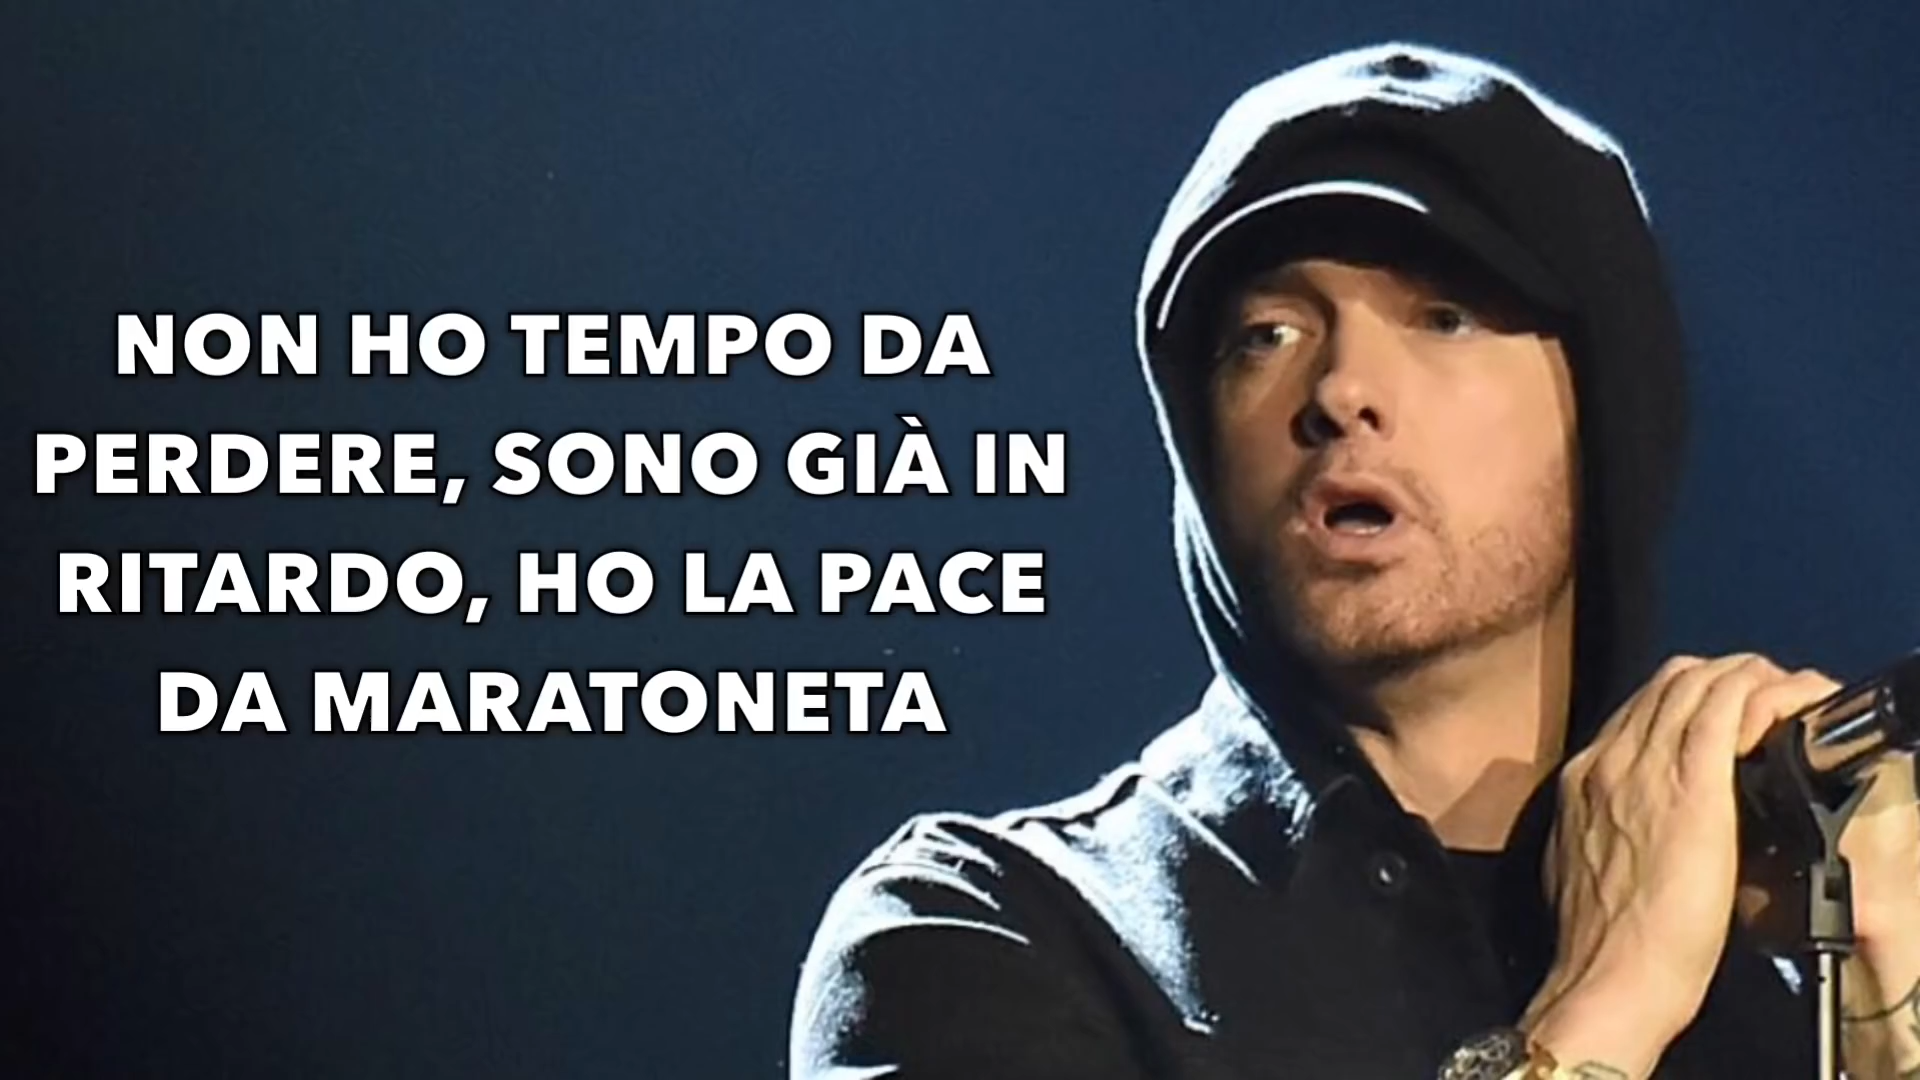 NON HO TEMPO DA
PERDERE, SONO GIÀ IN
RITARDO, HO LA PACE
DA MARATONETA